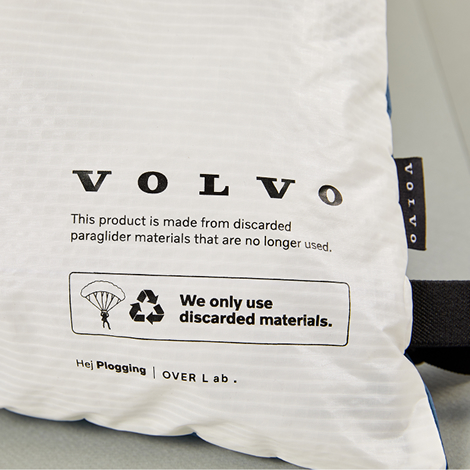 VOLVO
This product is made from discarded
paraglider materials that are no longer used.
We only use
discarded materials.
Hej Plogging | OVER Lab.
VOLVO